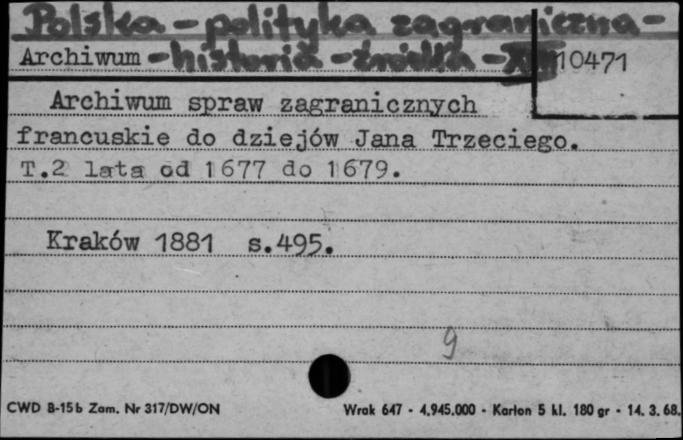 Polska - polityka zagraniczna -
Archiwum - historia - źródła - XVII 10471
Archiwum spraw zagranicznych
francuskie do dziejów Jana Trzeciego.
T.2 lata od 1677 do 1679.
Kraków 1881 s.495.
9
CWD B-15b Zam. Nr 317/DW/ON Wrak 647 - 4.945.000 - Karton 5 kl. 180 gr - 14. 3. 68.